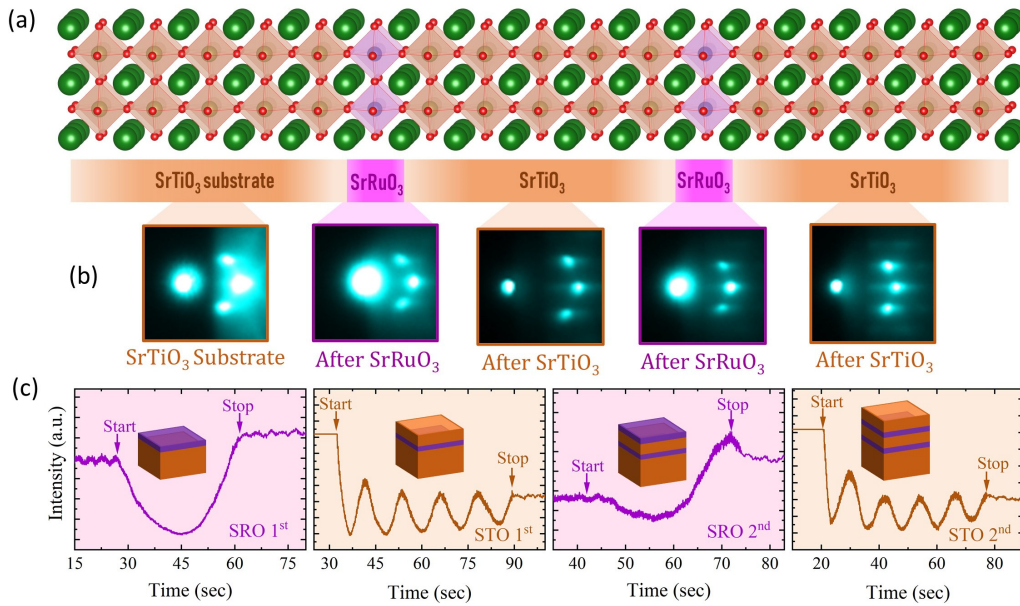 (a)
SrTiO₃ substrate SrRuO₃ SrTiO₃ SrRuO₃ SrTiO₃
(b)
SrTiO₃ Substrate After SrRuO₃ After SrTiO₃ After SrRuO₃ After SrTiO₃
(c)
Intensity (a.u.)
Start Stop SRO 1ˢᵗ
15 30 45 60 75
Time (sec)
Start Stop STO 1ˢᵗ
30 45 60 75 90
Time (sec)
Start Stop SRO 2ⁿᵈ
40 50 60 70 80
Time (sec)
Start Stop STO 2ⁿᵈ
20 40 60 80
Time (sec)